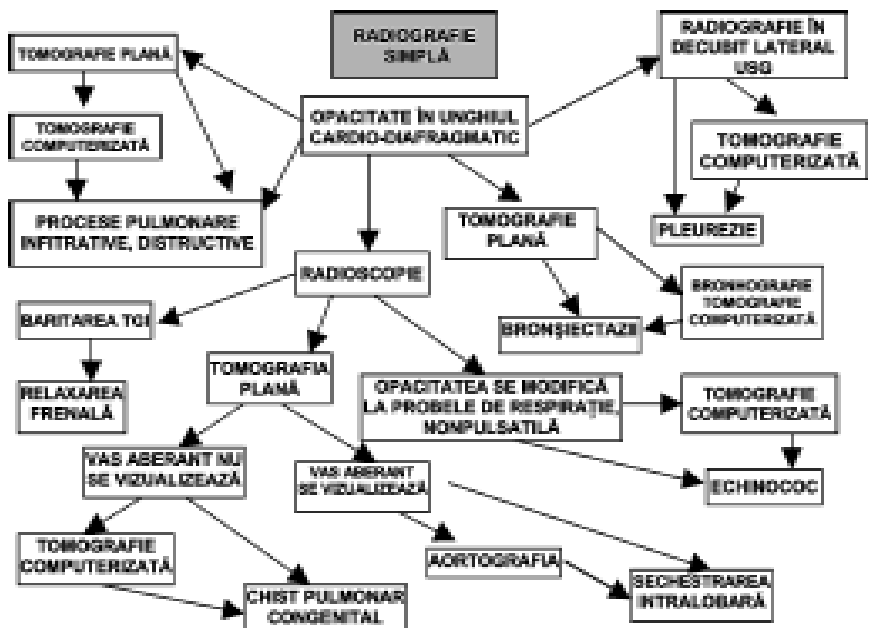 RADIOGRAFIE
SIMPLĂ
TOMOGRAFIE PLANĂ
RADIOGRAFIE ÎN
DECUBIT LATERAL
USG
OPACITATE ÎN UNGHIUL
CARDIO-DIAFRAGMATIC
TOMOGRAFIE
COMPUTERIZATĂ
TOMOGRAFIE
COMPUTERIZATĂ
PROCESE PULMONARE
INFITRATIVE, DISTRUCTIVE
TOMOGRAFIE
PLANĂ
PLEUREZIE
RADIOSCOPIE
BRONHOGRAFIE
TOMOGRAFIE
COMPUTERIZATĂ
BARITAREA TGI
BRONȘIECTAZII
TOMOGRAFIA
PLANĂ
RELAXAREA
FRENALĂ
OPACITATEA SE MODIFICĂ
LA PROBELE DE RESPIRAȚIE,
NONPULSATILĂ
TOMOGRAFIE
COMPUTERIZATĂ
VAS ABERANT NU
SE VIZUALIZEAZĂ
VAS ABERANT
SE VIZUALIZEAZĂ
ECHINOCOC
TOMOGRAFIE
COMPUTERIZATĂ
AORTOGRAFIA
CHIST PULMONAR
CONGENITAL
SECHESTRAREA
INTRALOBARĂ